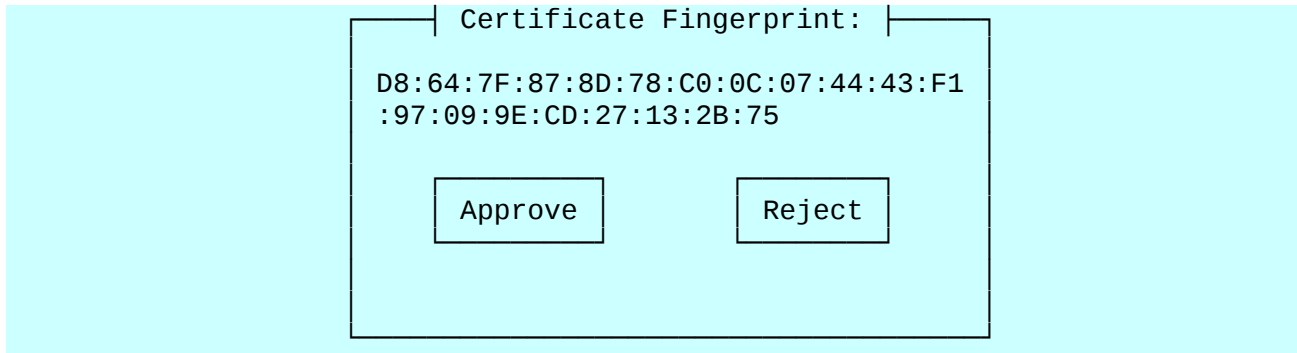 Certificate Fingerprint:
D8:64:7F:87:8D:78:C0:0C:07:44:43:F1
:97:09:9E:CD:27:13:2B:75
Approve Reject